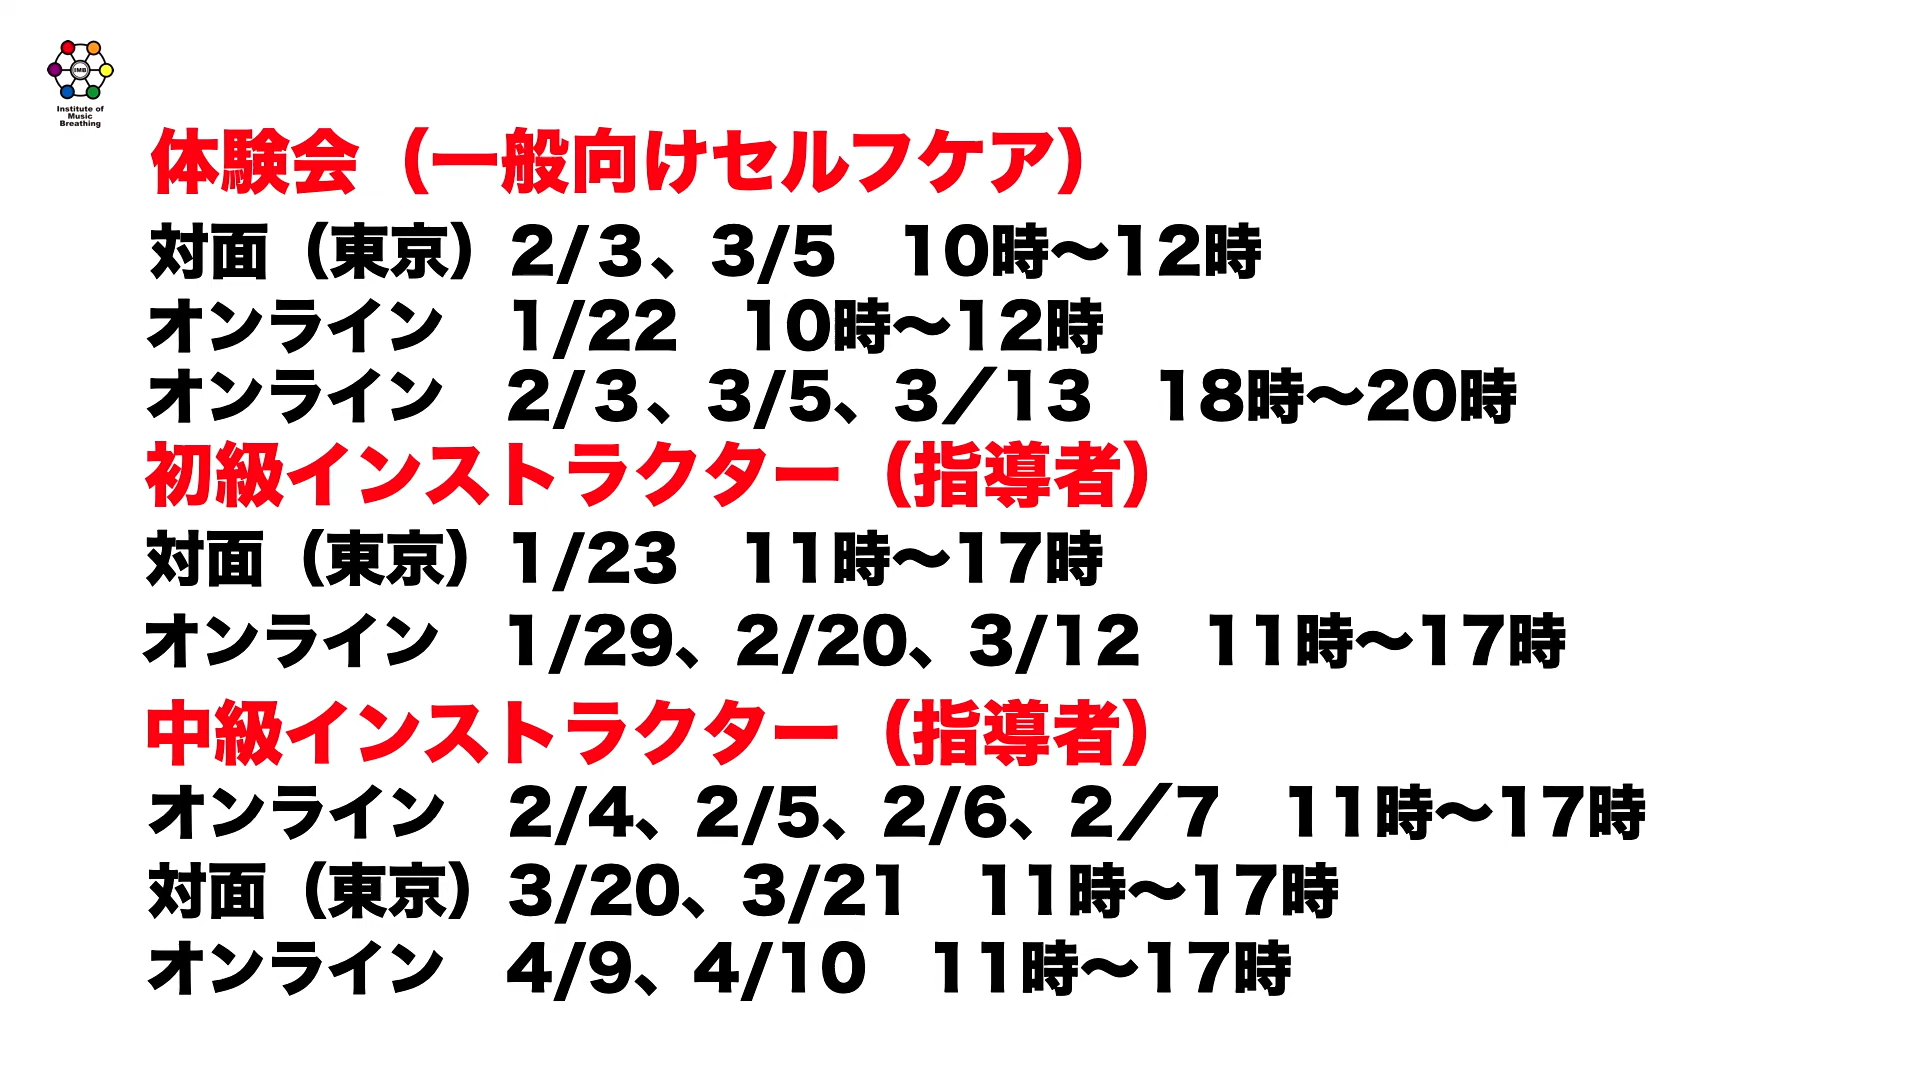 IMB
Institute of
Music
Breathing
体験会（一般向けセルフケア）
対面（東京）2/３、3/5　10時〜12時
オンライン　1/22　10時〜12時
オンライン　2/３、3/5、3／13　18時〜20時
初級インストラクター（指導者）
対面（東京）1/23　11時〜17時
オンライン　1/29、2/20、3/12　11時〜17時
中級インストラクター（指導者）
オンライン　2/4、2/5、2/6、2／7　11時〜17時
対面（東京）3/20、3/21　11時〜17時
オンライン　4/9、4/10　11時〜17時